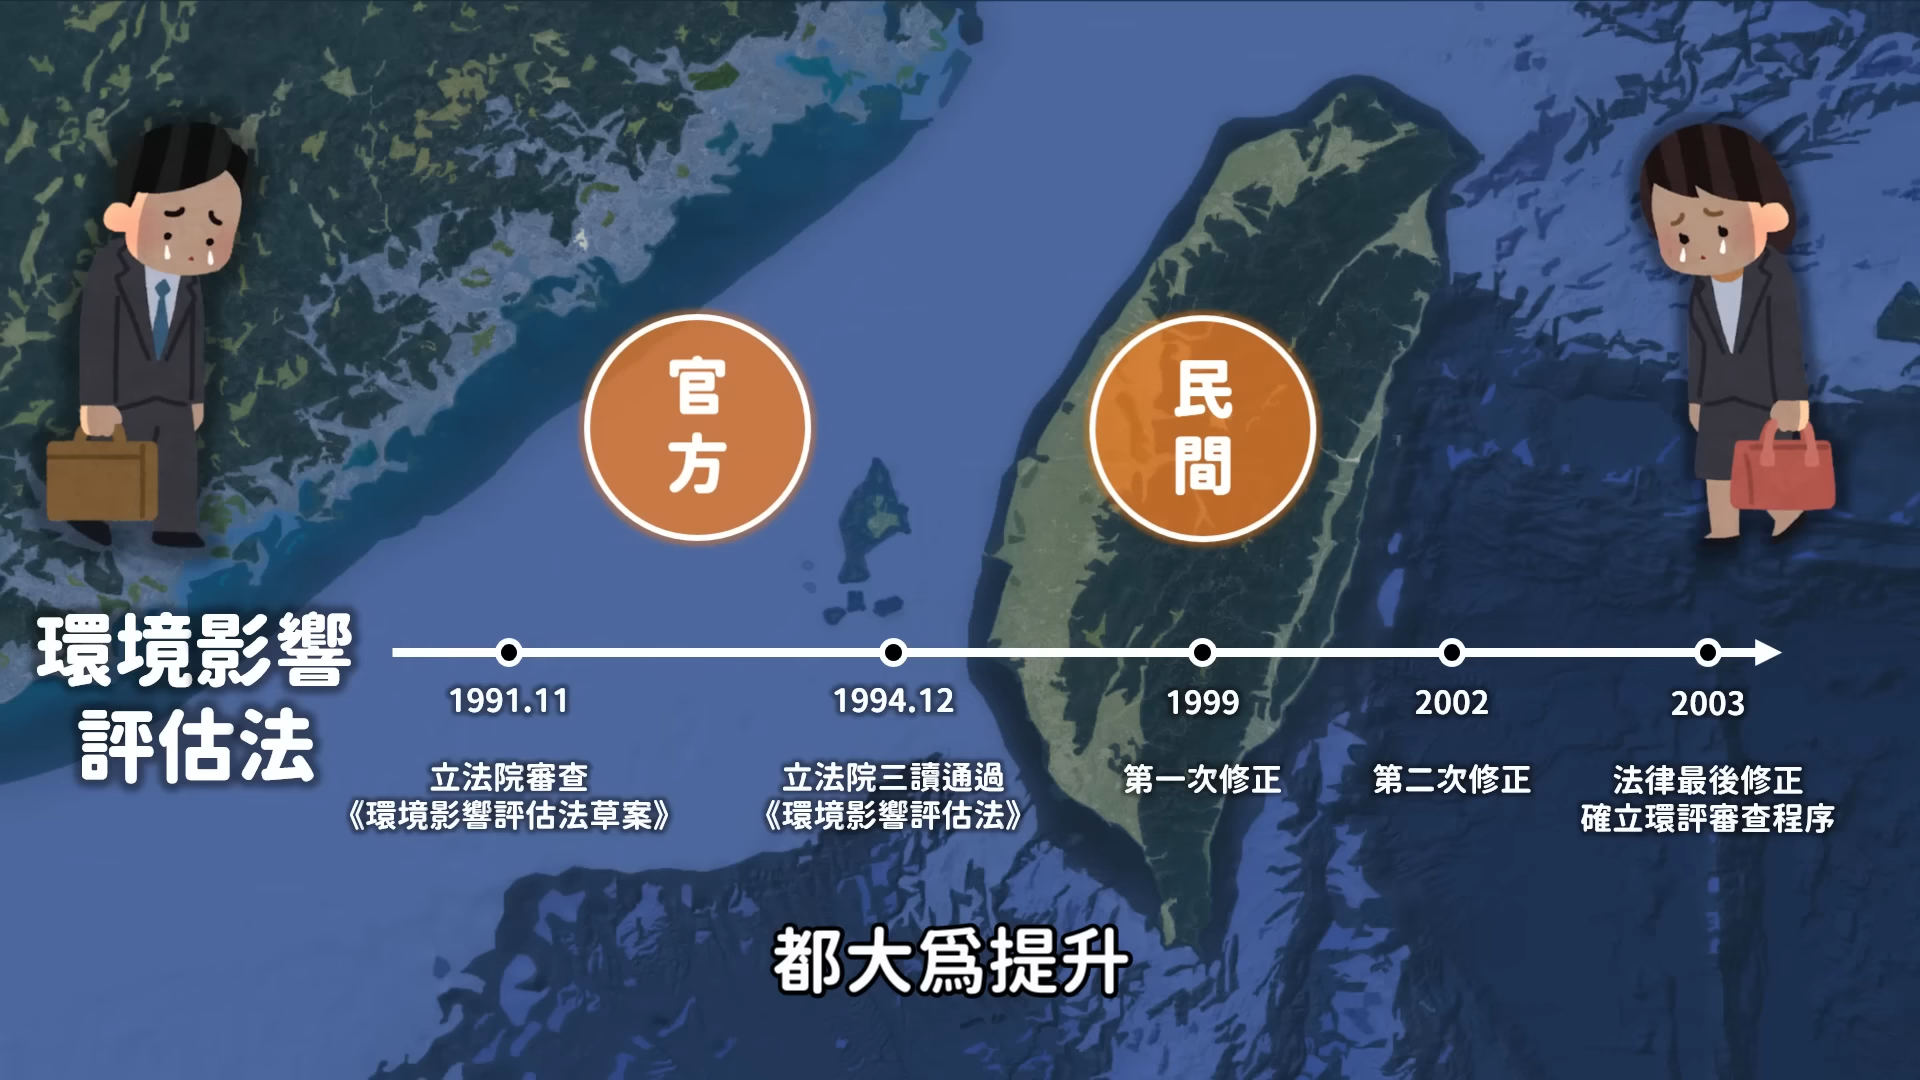 官方
民間
環境影響
評估法
1991.11
立法院審查
《環境影響評估法草案》
1994.12
立法院三讀通過
《環境影響評估法》
1999
第一次修正
2002
第二次修正
2003
法律最後修正
確立環評審查程序
都大為提升